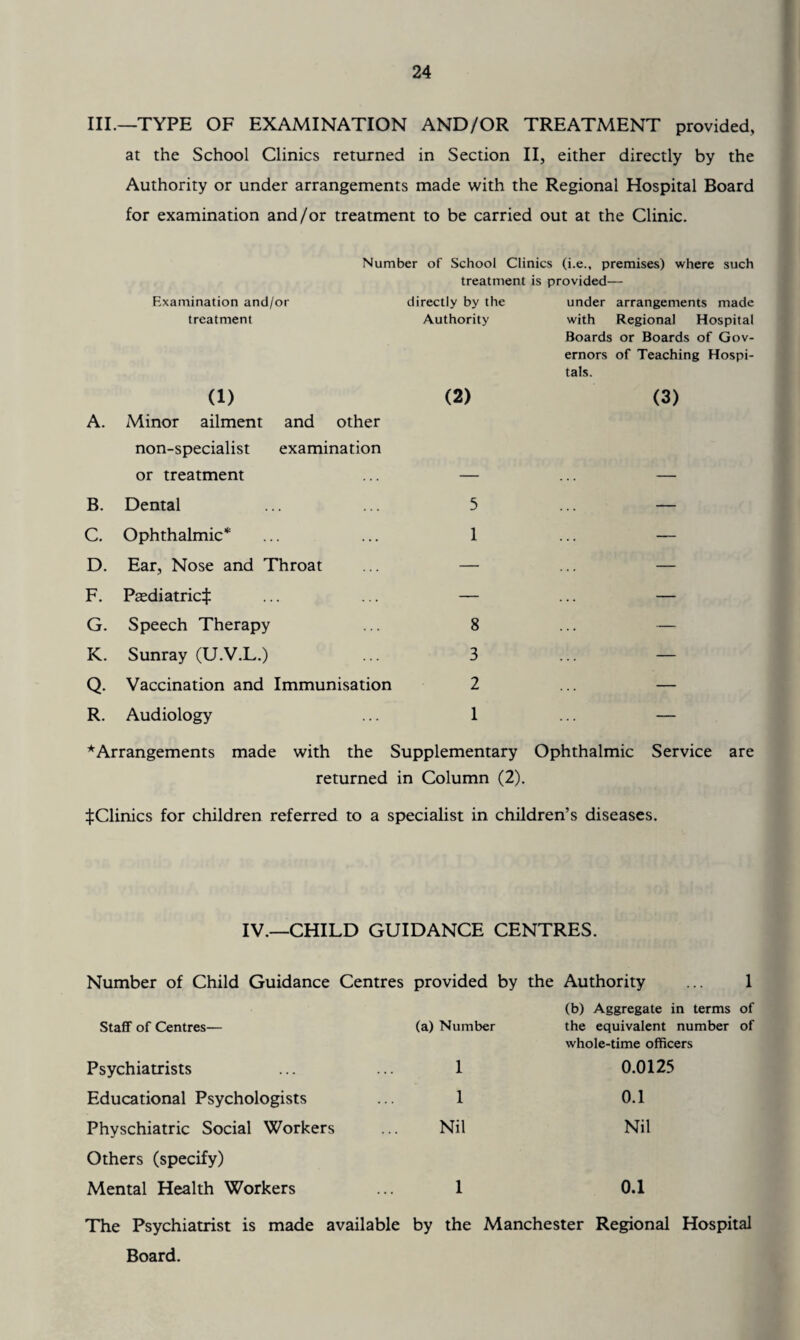 24
III.—TYPE OF EXAMINATION AND/OR TREATMENT provided,
at the School Clinics returned in Section II, either directly by the
Authority or under arrangements made with the Regional Hospital Board
for examination and/or treatment to be carried out at the Clinic.
Number of School Clinics (i.e., premises) where such
treatment is provided—
Examination and/or directly by the under arrangements made
treatment Authority with Regional Hospital
Boards or Boards of Gov-
ernors of Teaching Hospi-
tals.
(1) (2) (3)
A. Minor ailment and other
non-specialist examination
or treatment ... — ... —
B. Dental ... ... 5 ... —
C. Ophthalmic* ... ... 1 ... —
D. Ear, Nose and Throat ... — ... —
F. Pædiatric‡ ... ... — ... —
G. Speech Therapy ... 8 ... —
K. Sunray (U.V.L.) ... 3 ... —
Q. Vaccination and Immunisation 2 ... —
R. Audiology ... 1 ... —
*Arrangements made with the Supplementary Ophthalmic Service are
returned in Column (2).
‡Clinics for children referred to a specialist in children's diseases.
IV.—CHILD GUIDANCE CENTRES.
Number of Child Guidance Centres provided by the Authority ... 1
(b) Aggregate in terms of
Staff of Centres— (a) Number the equivalent number of
whole-time officers
Psychiatrists ... ... 1 0.0125
Educational Psychologists ... 1 0.1
Physchiatric Social Workers ... Nil Nil
Others (specify)
Mental Health Workers ... 1 0.1
The Psychiatrist is made available by the Manchester Regional Hospital
Board.